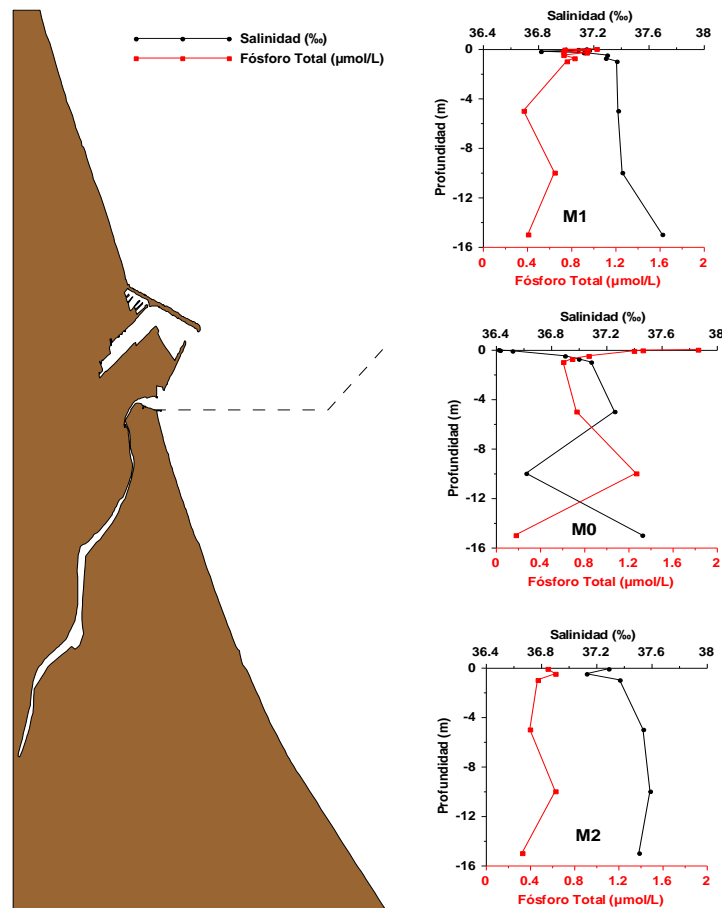 Salinidad (‰)
Fósforo Total (µmol/L)
Salinidad (‰)
36.4 36.8 37.2 37.6 38
0
-4
-8
-12
-16
Profundidad (m)
M1
0 0.4 0.8 1.2 1.6 2
Fósforo Total (µmol/L)
Salinidad (‰)
36.4 36.8 37.2 37.6 38
0
-4
-8
-12
-16
Profundidad (m)
M0
0 0.4 0.8 1.2 1.6 2
Fósforo Total (µmol/L)
Salinidad (‰)
36.4 36.8 37.2 37.6 38
0
-4
-8
-12
-16
Profundidad (m)
M2
0 0.4 0.8 1.2 1.6 2
Fósforo Total (µmol/L)